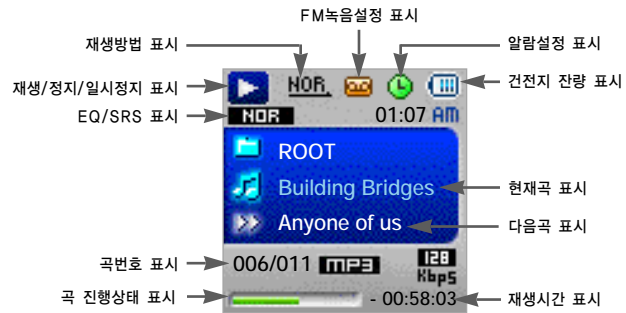 FM녹음설정 표시
재생방법 표시
알람설정 표시
재생/정지/일시정지 표시
NOR.
건전지 잔량 표시
EQ/SRS 표시
NOR
01:07 AM
ROOT
Building Bridges
현재곡 표시
Anyone of us
다음곡 표시
곡번호 표시
006/011 MP3
128
Kbps
곡 진행상태 표시
- 00:58:03
재생시간 표시